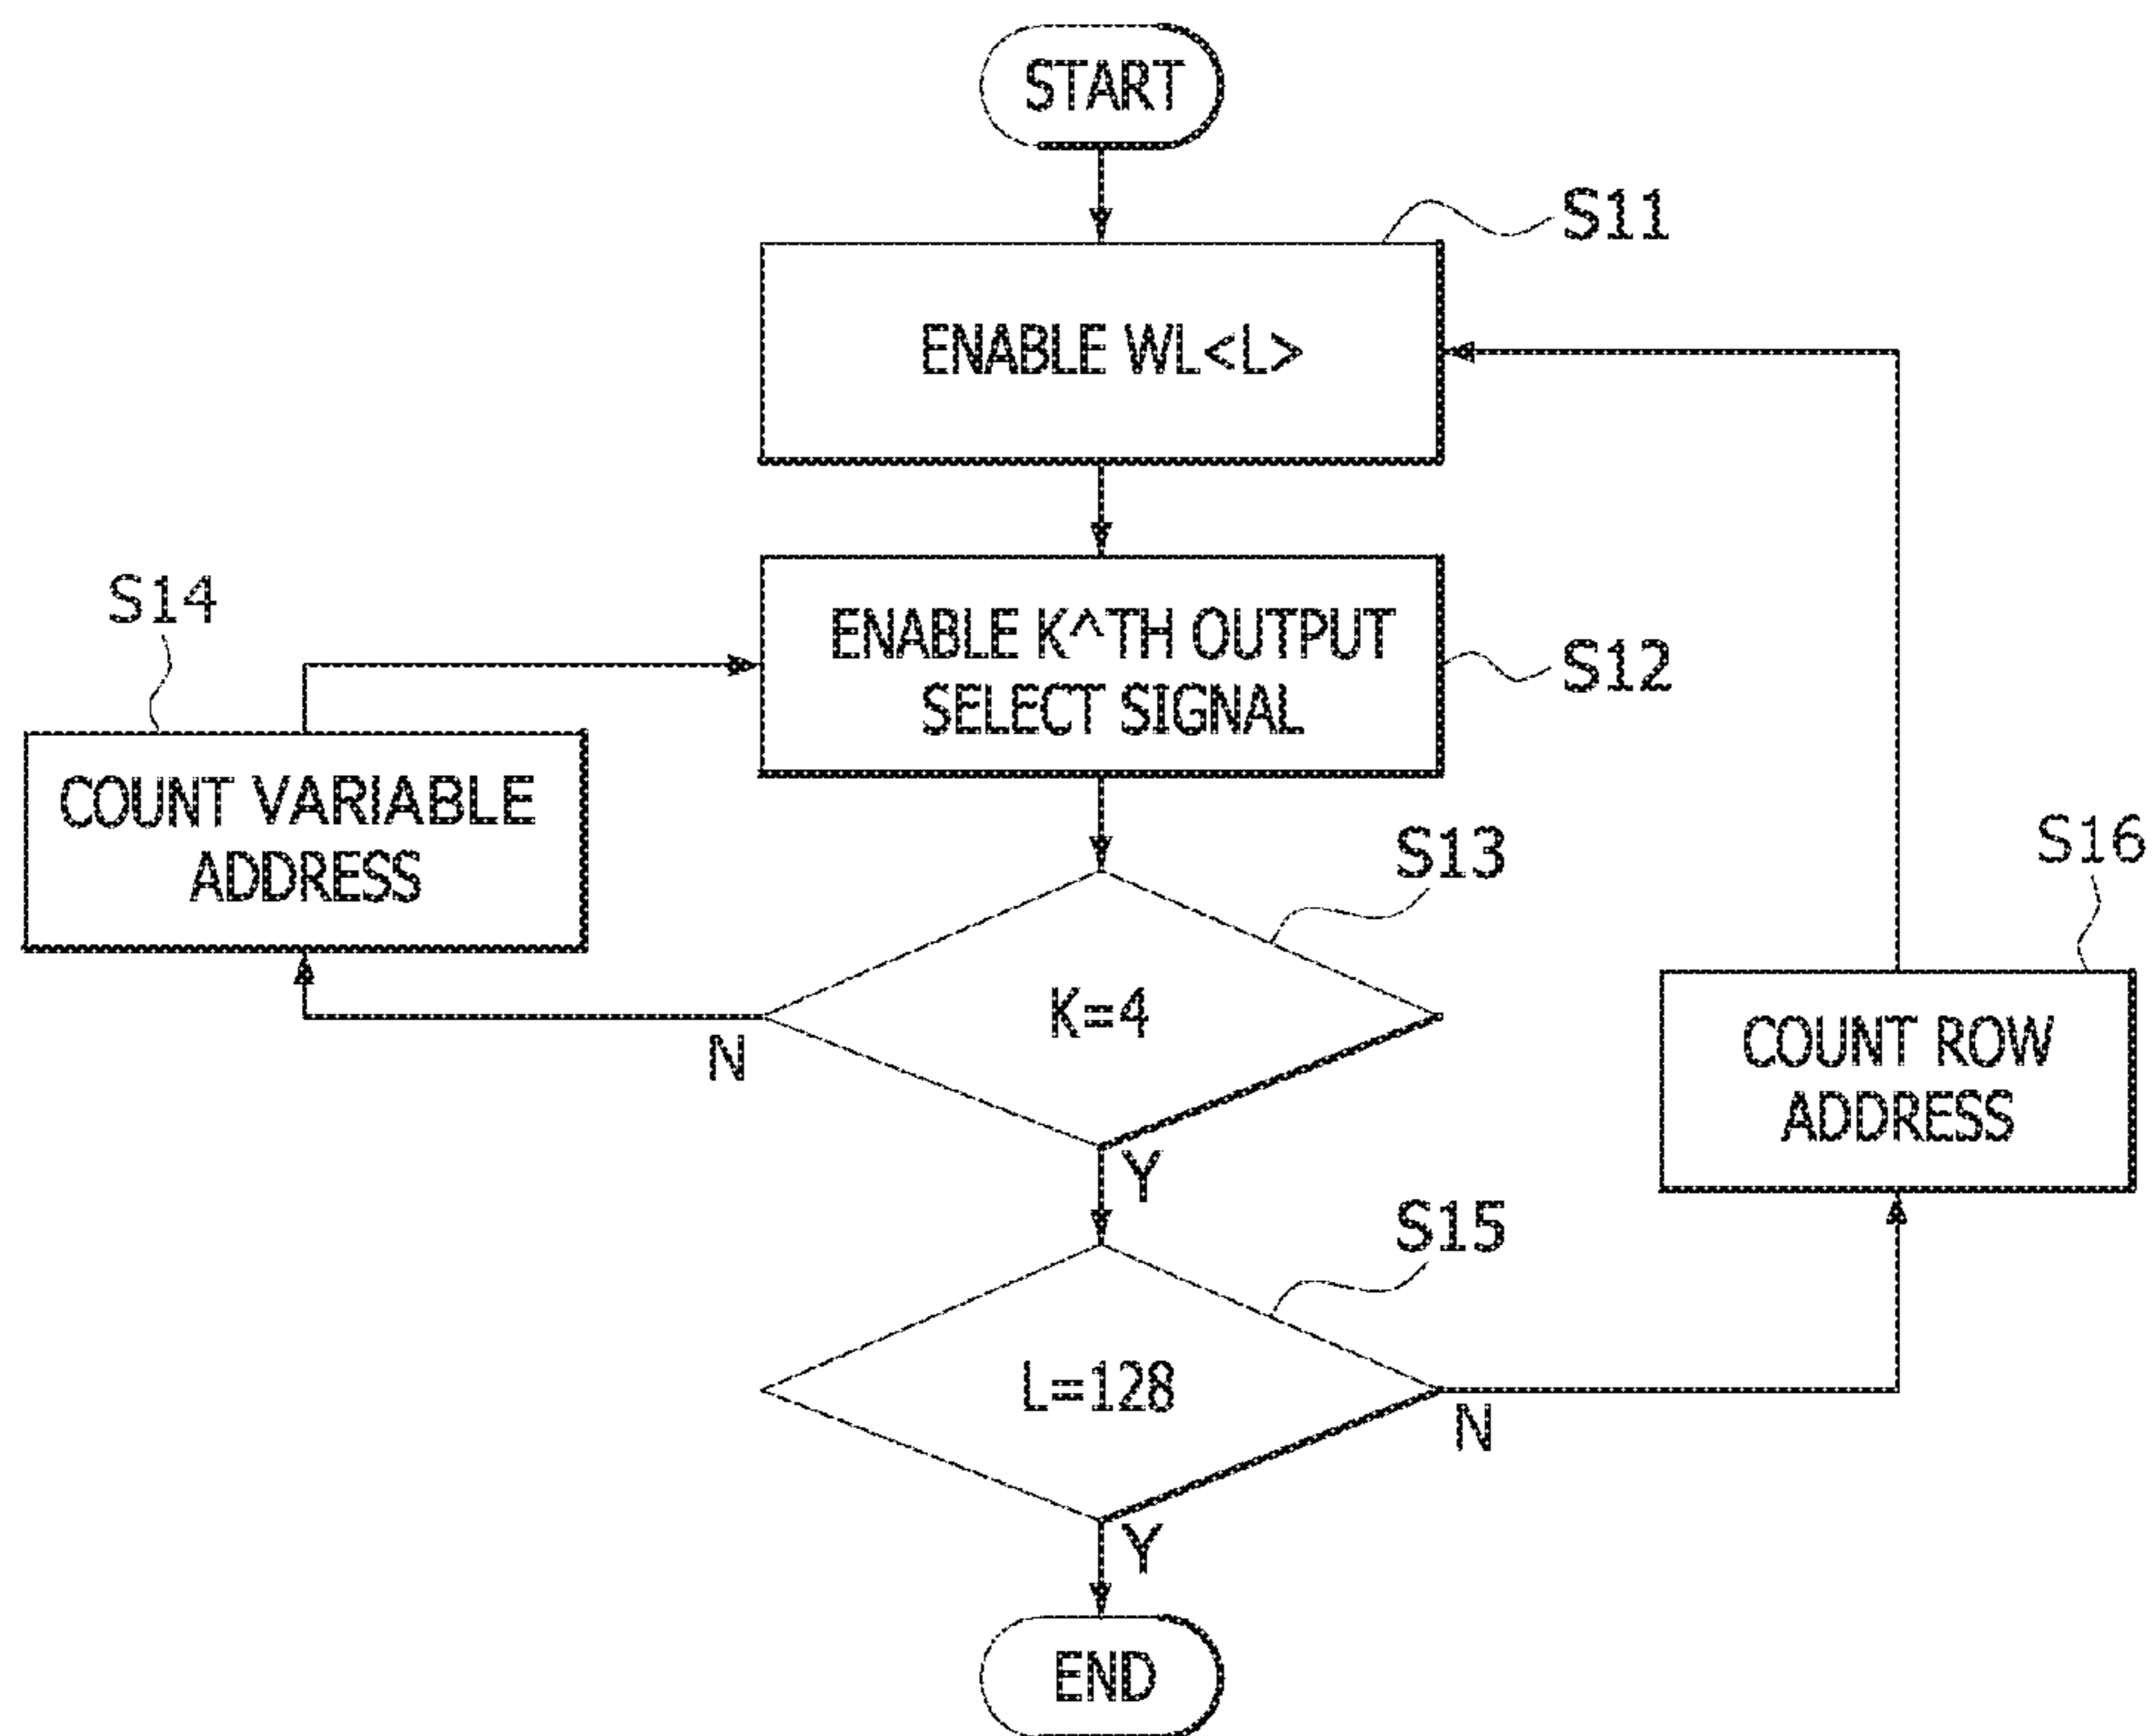 START
S11
ENABLE WL<L>
S14
ENABLE K^TH OUTPUT
SELECT SIGNAL
S12
COUNT VARIABLE
ADDRESS
S13
S16
K=4
N
COUNT ROW
ADDRESS
Y
S15
L=128
N
Y
END